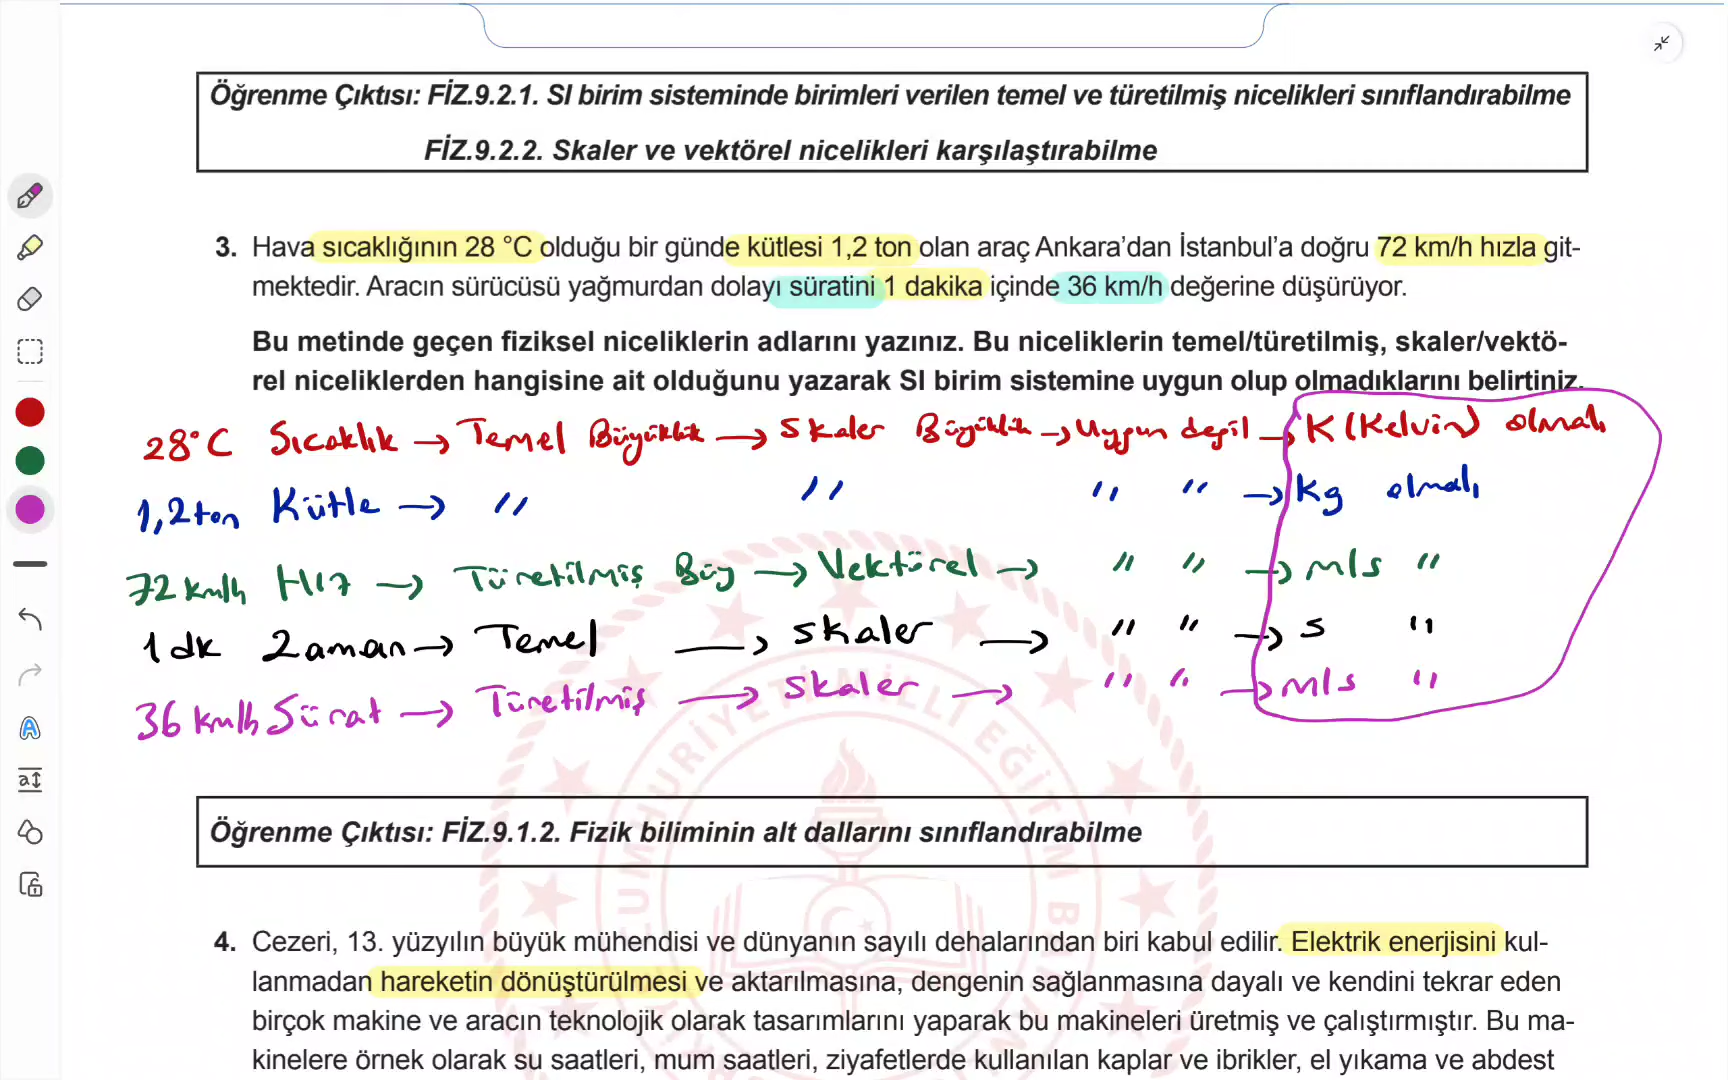 Öğrenme Çıktısı: FİZ.9.2.1. SI birim sisteminde birimleri verilen temel ve türetilmiş nicelikleri sınıflandırabilme
FİZ.9.2.2. Skaler ve vektörel nicelikleri karşılaştırabilme
3. Hava sıcaklığının 28 °C olduğu bir günde kütlesi 1,2 ton olan araç Ankara’dan İstanbul’a doğru 72 km/h hızla git-
mektedir. Aracın sürücüsü yağmurdan dolayı süratini 1 dakika içinde 36 km/h değerine düşürüyor.
Bu metinde geçen fiziksel niceliklerin adlarını yazınız. Bu niceliklerin temel/türetilmiş, skaler/vektö-
rel niceliklerden hangisine ait olduğunu yazarak SI birim sistemine uygun olup olmadıklarını belirtiniz.
28°C Sıcaklık → Temel Büyüklük → Skaler Büyüklük → Uygun değil → K (Kelvin) olmalı
1,2 ton Kütle → " " " " → Kg olmalı
72 km/h Hız → Türetilmiş Büy → Vektörel → " " → m/s "
1 dk Zaman → Temel → Skaler → " " → s "
36 km/h Sürat → Türetilmiş → Skaler → " " → m/s "
Öğrenme Çıktısı: FİZ.9.1.2. Fizik biliminin alt dallarını sınıflandırabilme
4. Cezeri, 13. yüzyılın büyük mühendisi ve dünyanın sayılı dehalarından biri kabul edilir. Elektrik enerjisini kul-
lanmadan hareketin dönüştürülmesi ve aktarılmasına, dengenin sağlanmasına dayalı ve kendini tekrar eden
birçok makine ve aracın teknolojik olarak tasarımlarını yaparak bu makineleri üretmiş ve çalıştırmıştır. Bu ma-
kinelere örnek olarak su saatleri, mum saatleri, ziyafetlerde kullanılan kaplar ve ibrikler, el yıkama ve abdest